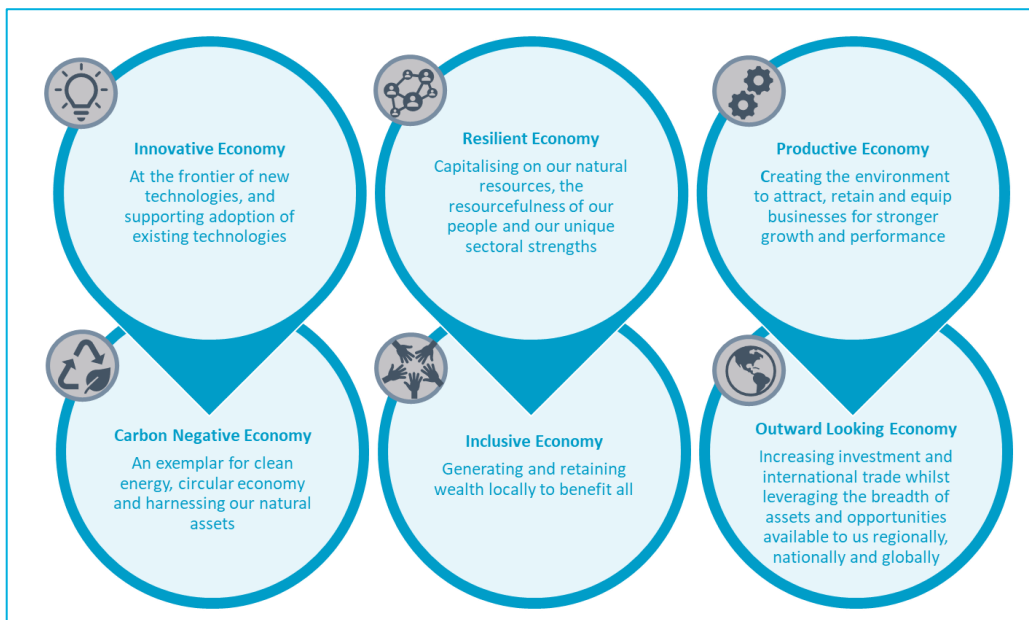 Innovative Economy
At the frontier of new
technologies, and
supporting adoption of
existing technologies
Resilient Economy
Capitalising on our natural
resources, the
resourcefulness of our
people and our unique
sectoral strengths
Productive Economy
Creating the environment
to attract, retain and equip
businesses for stronger
growth and performance
Carbon Negative Economy
An exemplar for clean
energy, circular economy
and harnessing our natural
assets
Inclusive Economy
Generating and retaining
wealth locally to benefit all
Outward Looking Economy
Increasing investment and
international trade whilst
leveraging the breadth of
assets and opportunities
available to us regionally,
nationally and globally